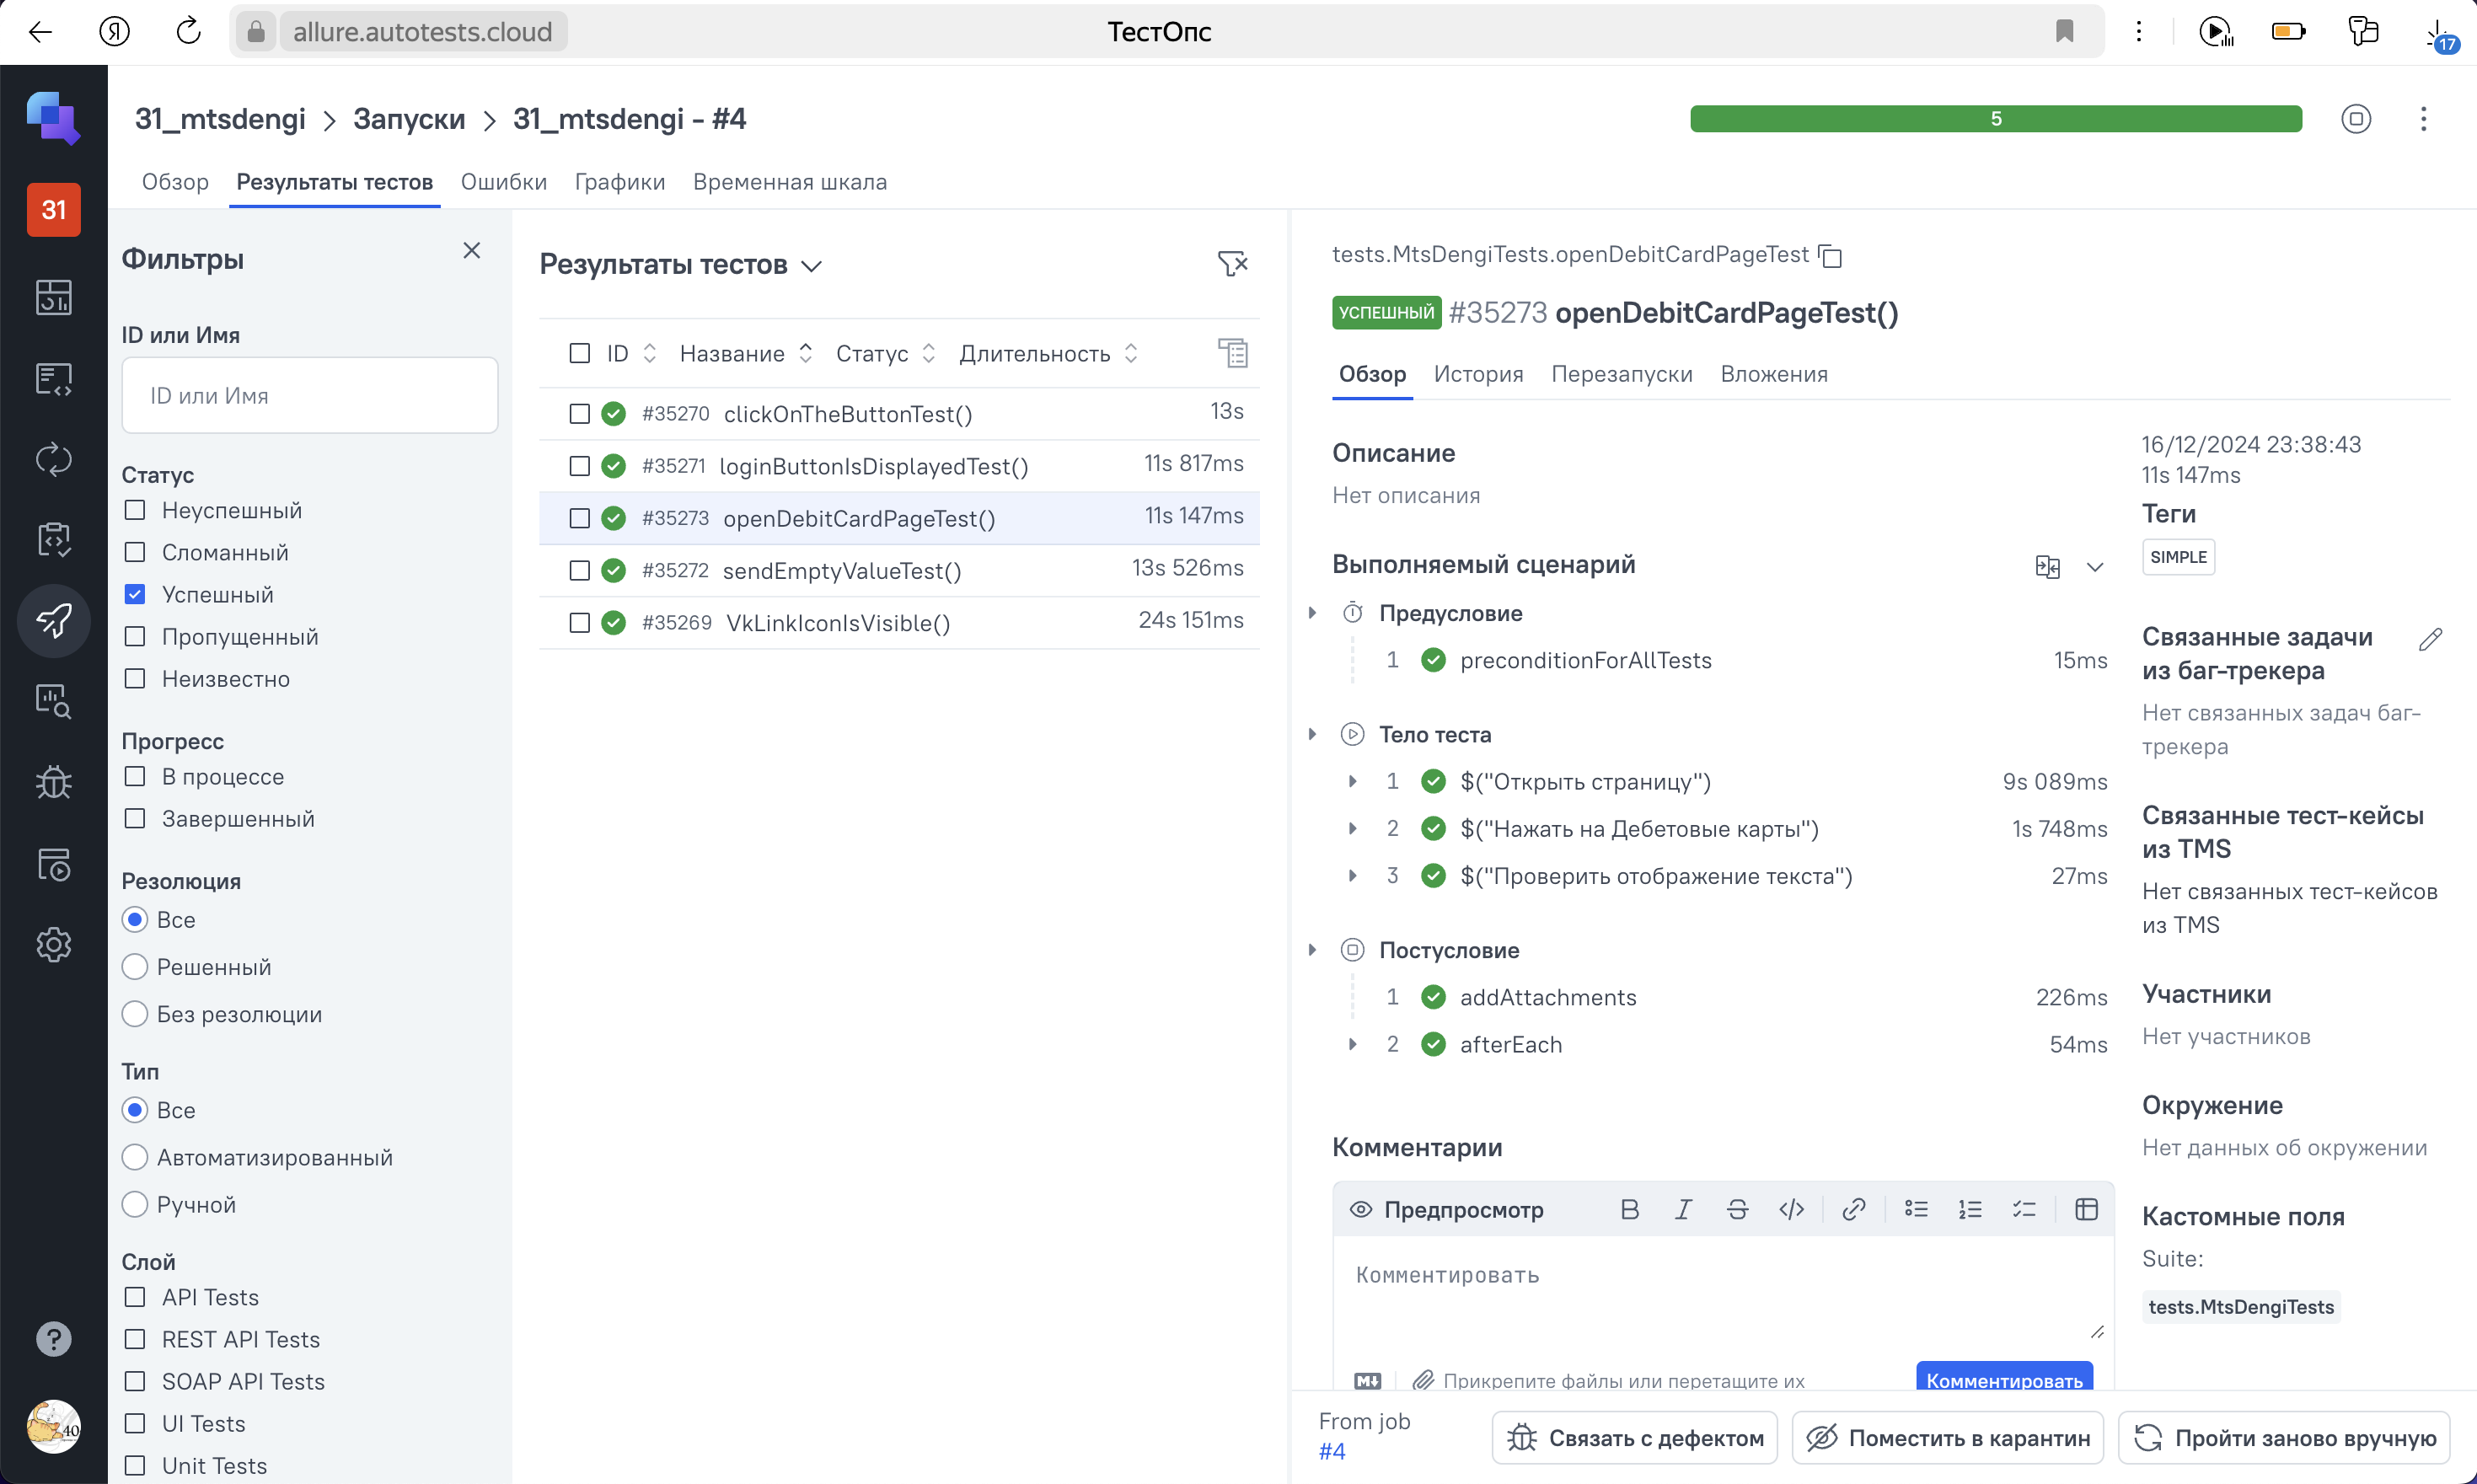 Я
allure.autotests.cloud
ТестОпс
17
31_mtsdengi > Запуски > 31_mtsdengi - #4
5
Обзор Результаты тестов Ошибки Графики Временная шкала
31
Фильтры
ID или Имя
ID или Имя
Статус
Неуспешный
Сломанный
Успешный
Пропущенный
Неизвестно
Прогресс
В процессе
Завершенный
Резолюция
Все
Решенный
Без резолюции
Тип
Все
Автоматизированный
Ручной
Слой
API Tests
REST API Tests
SOAP API Tests
UI Tests
Unit Tests
40
Результаты тестов
ID Название Статус Длительность
#35270 clickOnTheButtonTest() 13s
#35271 loginButtonIsDisplayedTest() 11s 817ms
#35273 openDebitCardPageTest() 11s 147ms
#35272 sendEmptyValueTest() 13s 526ms
#35269 VkLinkIconIsVisible() 24s 151ms
tests.MtsDengiTests.openDebitCardPageTest
УСПЕШНЫЙ #35273 openDebitCardPageTest()
Обзор История Перезапуски Вложения
Описание
Нет описания
Выполняемый сценарий
Предусловие
1 preconditionForAllTests 15ms
Тело теста
1 $("Открыть страницу") 9s 089ms
2 $("Нажать на Дебетовые карты") 1s 748ms
3 $("Проверить отображение текста") 27ms
Постусловие
1 addAttachments 226ms
2 afterEach 54ms
Комментарии
Предпросмотр
Комментировать
Прикрепите файлы или перетащите их
Комментировать
16/12/2024 23:38:43
11s 147ms
Теги
SIMPLE
Связанные задачи
из баг-трекера
Нет связанных задач баг-
трекера
Связанные тест-кейсы
из TMS
Нет связанных тест-кейсов
из TMS
Участники
Нет участников
Окружение
Нет данных об окружении
Кастомные поля
Suite:
tests.MtsDengiTests
From job
#4
Связать с дефектом
Поместить в карантин
Пройти заново вручную